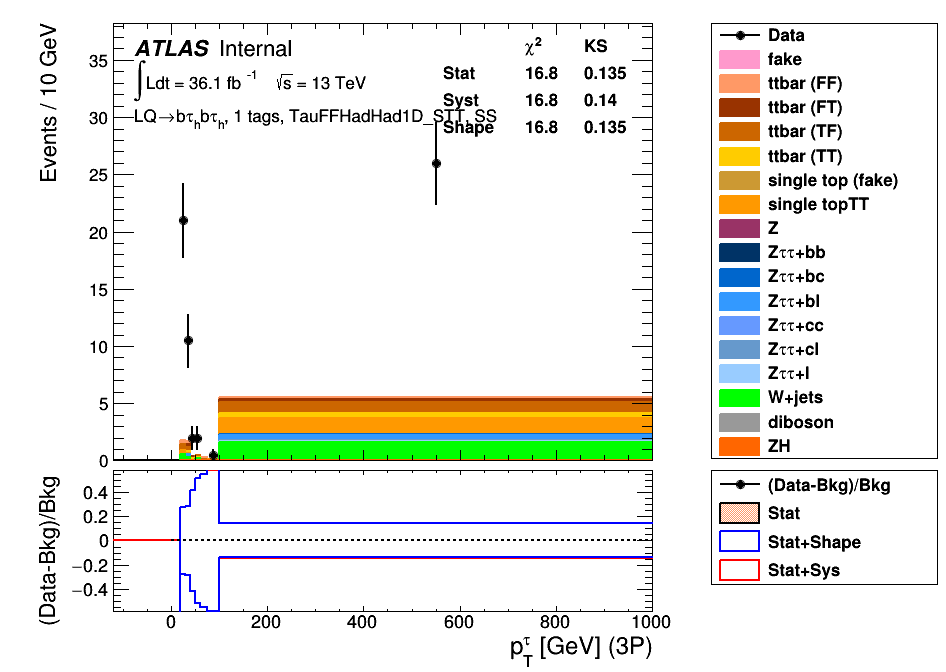 ATLAS Internal
∫Ldt = 36.1 fb⁻¹ √s = 13 TeV
LQ→bτₕbτₕ, 1 tags, TauFFHadHad1D_STT, SS
χ² KS
Stat 16.8 0.135
Syst 16.8 0.14
Shape 16.8 0.135
Events / 10 GeV
35
30
25
20
15
10
5
0
Data
fake
ttbar (FF)
ttbar (FT)
ttbar (TF)
ttbar (TT)
single top (fake)
single topTT
Z
Zττ+bb
Zττ+bc
Zττ+bl
Zττ+cc
Zττ+cl
Zττ+l
W+jets
diboson
ZH
(Data-Bkg)/Bkg
0.4
0.2
0
−0.2
−0.4
0 200 400 600 800 1000
p_T^τ [GeV] (3P)
(Data-Bkg)/Bkg
Stat
Stat+Shape
Stat+Sys